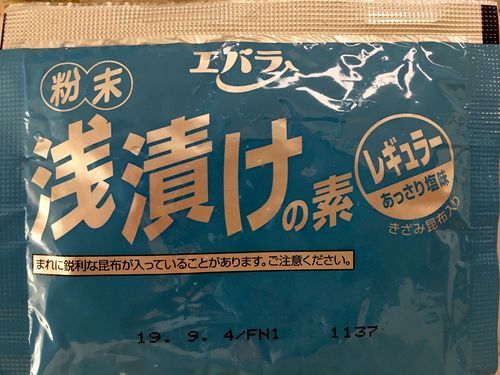 エバラ
粉末
浅漬けの素
レギュラー
あっさり塩味
きざみ昆布入り
まれに鋭利な昆布が入っていることがあります。ご注意ください。
19. 9. 4/FN1 1137